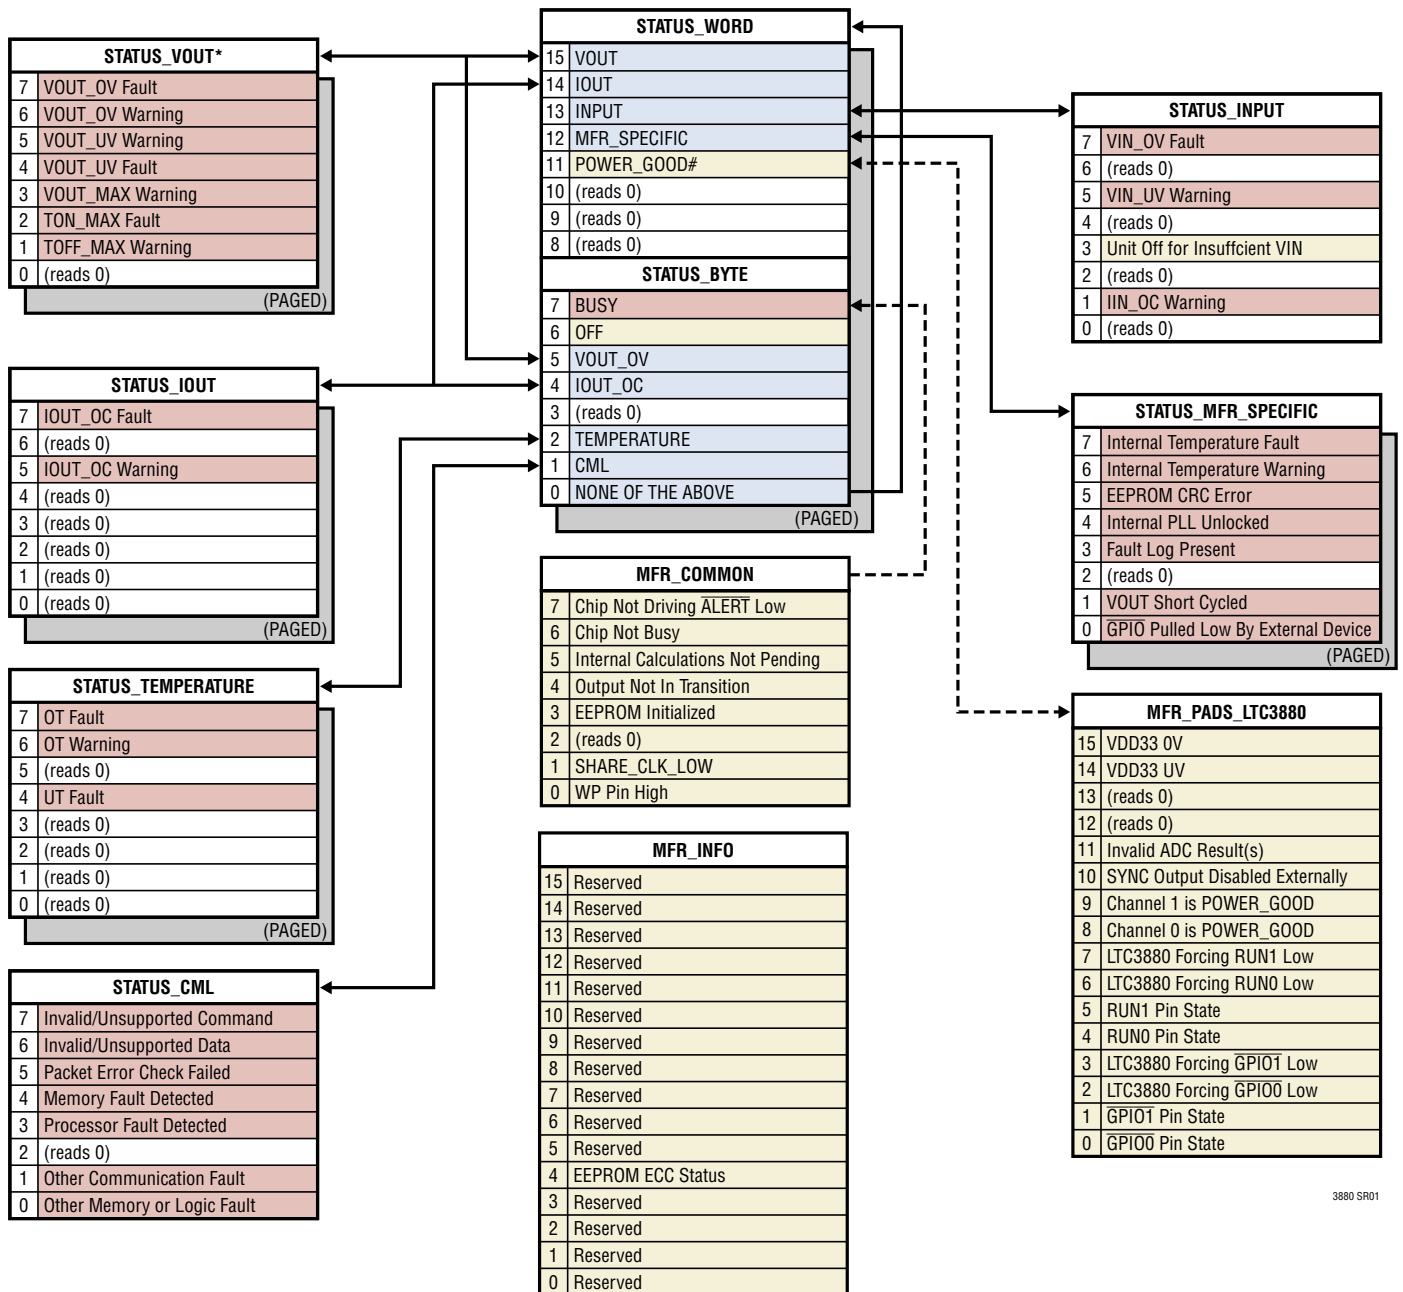 STATUS_VOUT*
7 VOUT_OV Fault
6 VOUT_OV Warning
5 VOUT_UV Warning
4 VOUT_UV Fault
3 VOUT_MAX Warning
2 TON_MAX Fault
1 TOFF_MAX Warning
0 (reads 0)
(PAGED)
STATUS_IOUT
7 IOUT_OC Fault
6 (reads 0)
5 IOUT_OC Warning
4 (reads 0)
3 (reads 0)
2 (reads 0)
1 (reads 0)
0 (reads 0)
(PAGED)
STATUS_TEMPERATURE
7 OT Fault
6 OT Warning
5 (reads 0)
4 UT Fault
3 (reads 0)
2 (reads 0)
1 (reads 0)
0 (reads 0)
(PAGED)
STATUS_CML
7 Invalid/Unsupported Command
6 Invalid/Unsupported Data
5 Packet Error Check Failed
4 Memory Fault Detected
3 Processor Fault Detected
2 (reads 0)
1 Other Communication Fault
0 Other Memory or Logic Fault
STATUS_WORD
15 VOUT
14 IOUT
13 INPUT
12 MFR_SPECIFIC
11 POWER_GOOD#
10 (reads 0)
9 (reads 0)
8 (reads 0)
STATUS_BYTE
7 BUSY
6 OFF
5 VOUT_OV
4 IOUT_OC
3 (reads 0)
2 TEMPERATURE
1 CML
0 NONE OF THE ABOVE
(PAGED)
MFR_COMMON
7 Chip Not Driving ALERT Low
6 Chip Not Busy
5 Internal Calculations Not Pending
4 Output Not In Transition
3 EEPROM Initialized
2 (reads 0)
1 SHARE_CLK_LOW
0 WP Pin High
MFR_INFO
15 Reserved
14 Reserved
13 Reserved
12 Reserved
11 Reserved
10 Reserved
9 Reserved
8 Reserved
7 Reserved
6 Reserved
5 Reserved
4 EEPROM ECC Status
3 Reserved
2 Reserved
1 Reserved
0 Reserved
STATUS_INPUT
7 VIN_OV Fault
6 (reads 0)
5 VIN_UV Warning
4 (reads 0)
3 Unit Off for Insuffcient VIN
2 (reads 0)
1 IIN_OC Warning
0 (reads 0)
STATUS_MFR_SPECIFIC
7 Internal Temperature Fault
6 Internal Temperature Warning
5 EEPROM CRC Error
4 Internal PLL Unlocked
3 Fault Log Present
2 (reads 0)
1 VOUT Short Cycled
0 GPIO Pulled Low By External Device
(PAGED)
MFR_PADS_LTC3880
15 VDD33 OV
14 VDD33 UV
13 (reads 0)
12 (reads 0)
11 Invalid ADC Result(s)
10 SYNC Output Disabled Externally
9 Channel 1 is POWER_GOOD
8 Channel 0 is POWER_GOOD
7 LTC3880 Forcing RUN1 Low
6 LTC3880 Forcing RUN0 Low
5 RUN1 Pin State
4 RUN0 Pin State
3 LTC3880 Forcing GPIO1 Low
2 LTC3880 Forcing GPIO0 Low
1 GPIO1 Pin State
0 GPIO0 Pin State
3880 SR01